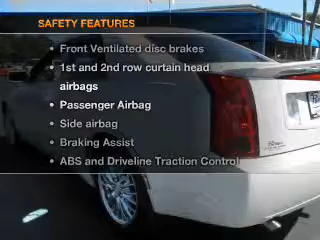 SAFETY FEATURES
Front Ventilated disc brakes
1st and 2nd row curtain head
airbags
Passenger Airbag
Side airbag
Braking Assist
ABS and Driveline Traction Control